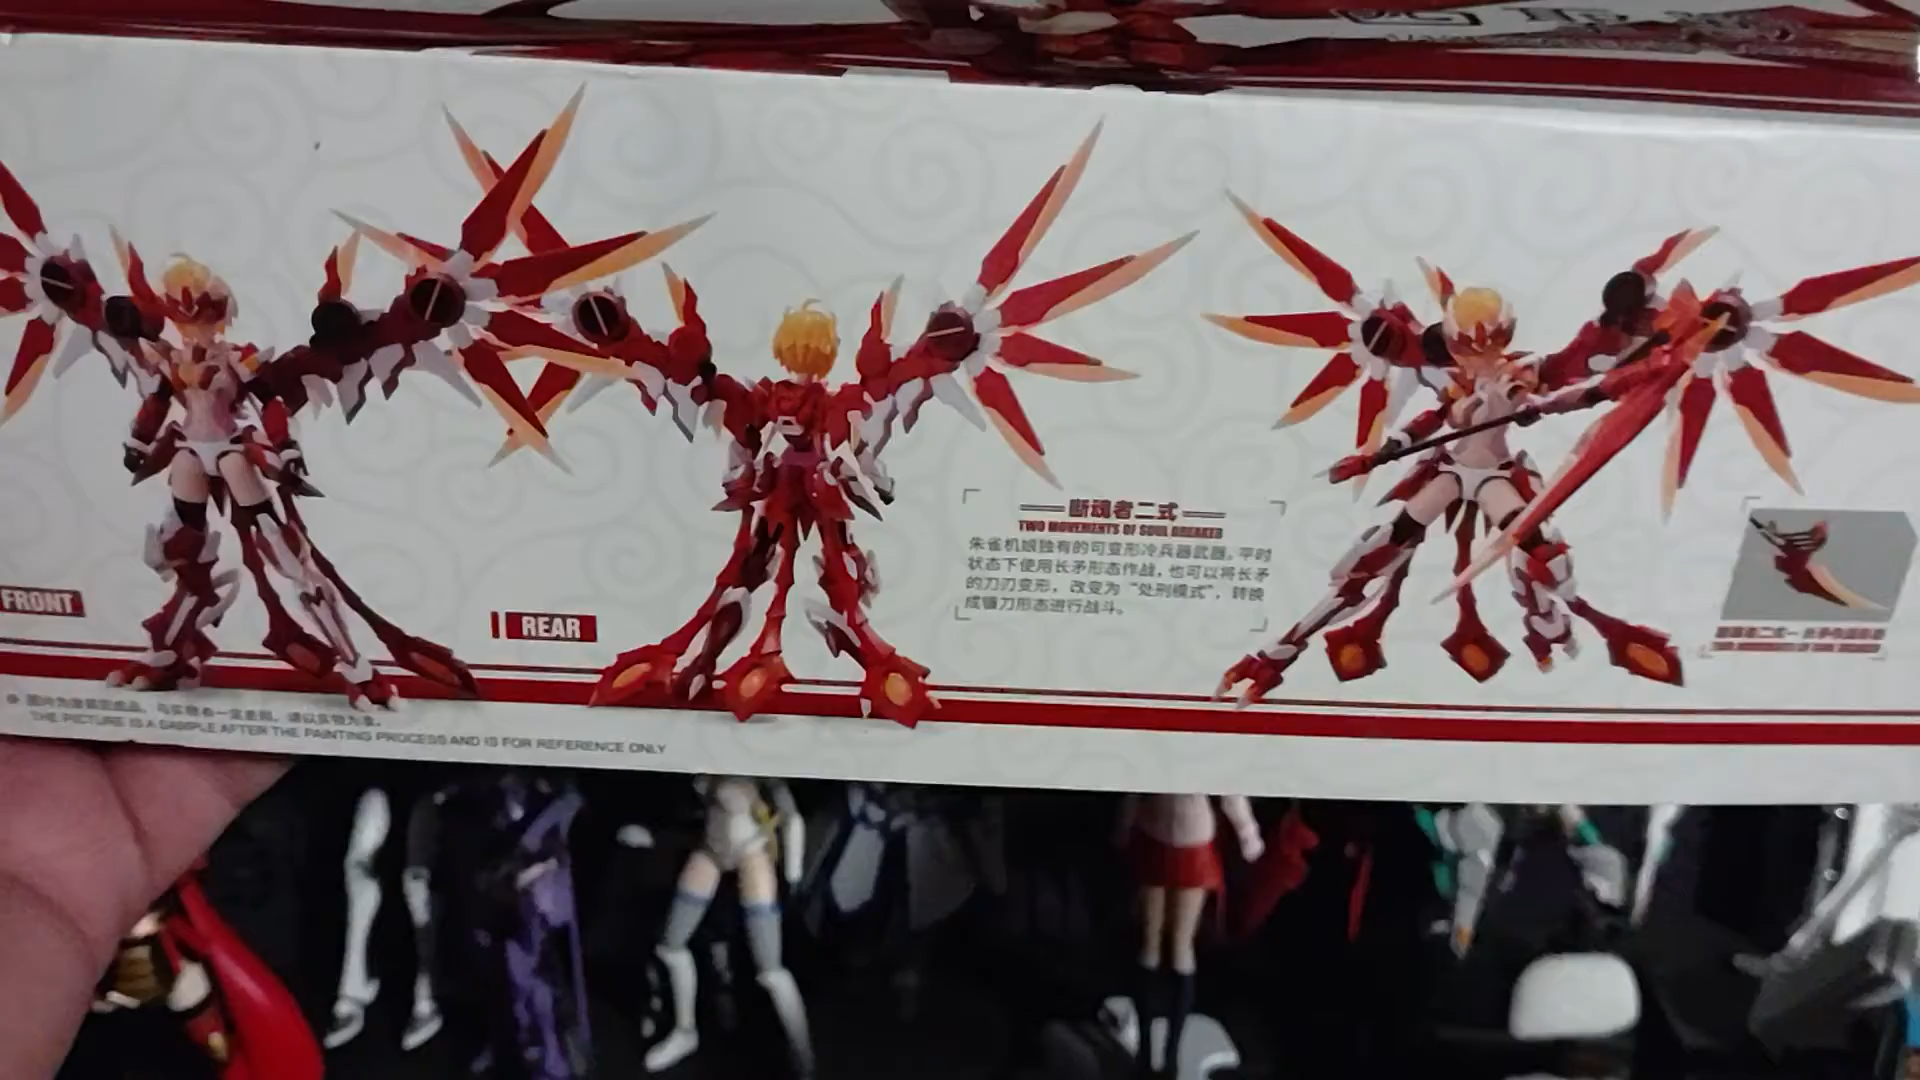 FRONT
REAR
断魂者二式
TWO MOVEMENTS OF SOUL BREAKER
朱雀机娘独有的可变形冷兵器武器。平时
状态下使用长矛形态作战，也可以将长矛
的刀刃变形，改变为“处刑模式”，转换
成镰刀形态进行战斗。
THE PICTURE IS A SAMPLE AFTER THE PAINTING PROCESS AND IS FOR REFERENCE ONLY